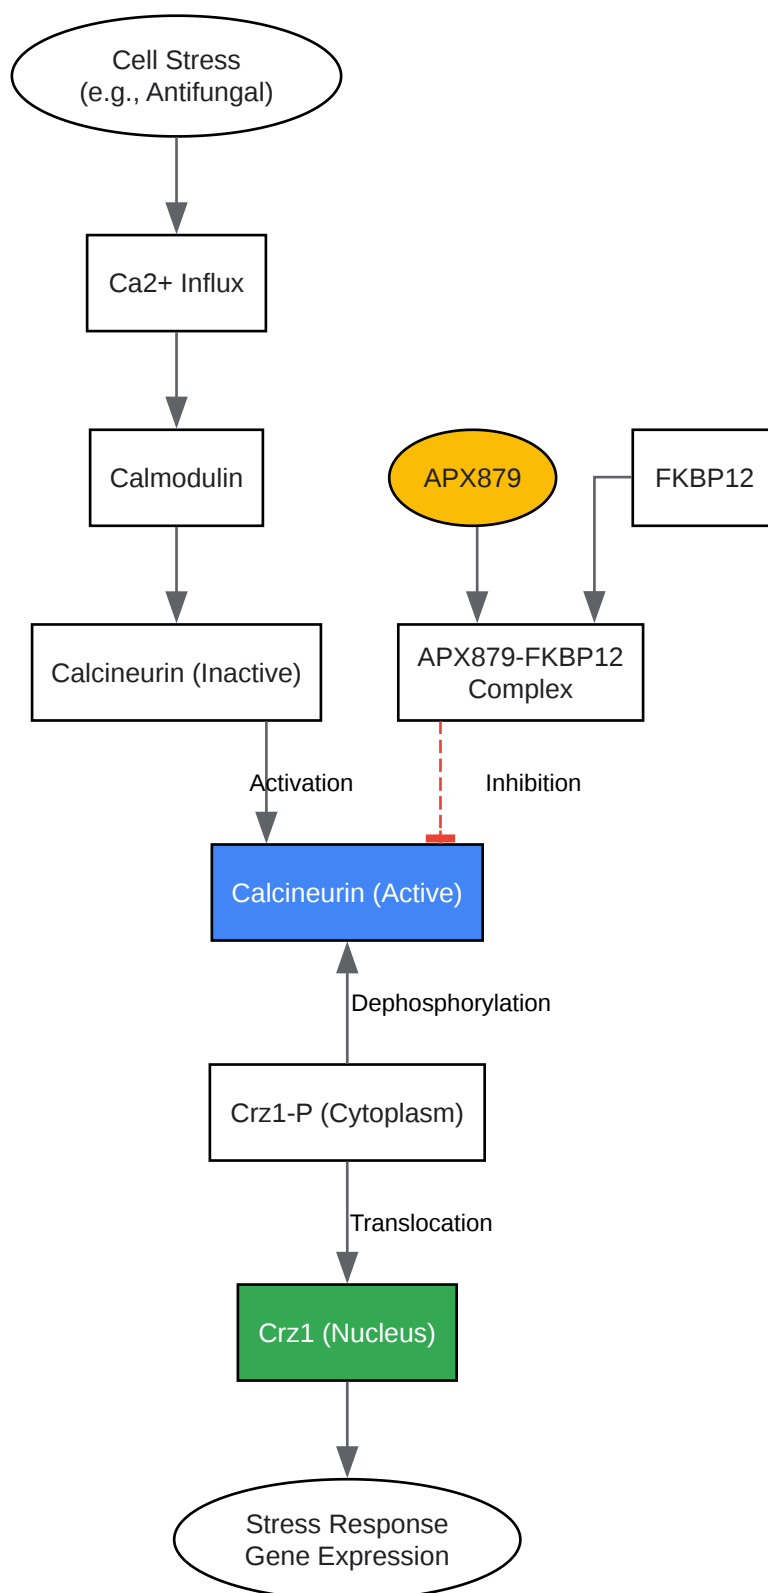 Cell Stress
(e.g., Antifungal)
Ca2+ Influx
Calmodulin
APX879
FKBP12
Calcineurin (Inactive)
APX879-FKBP12
Complex
Activation
Inhibition
Calcineurin (Active)
Dephosphorylation
Crz1-P (Cytoplasm)
Translocation
Crz1 (Nucleus)
Stress Response
Gene Expression